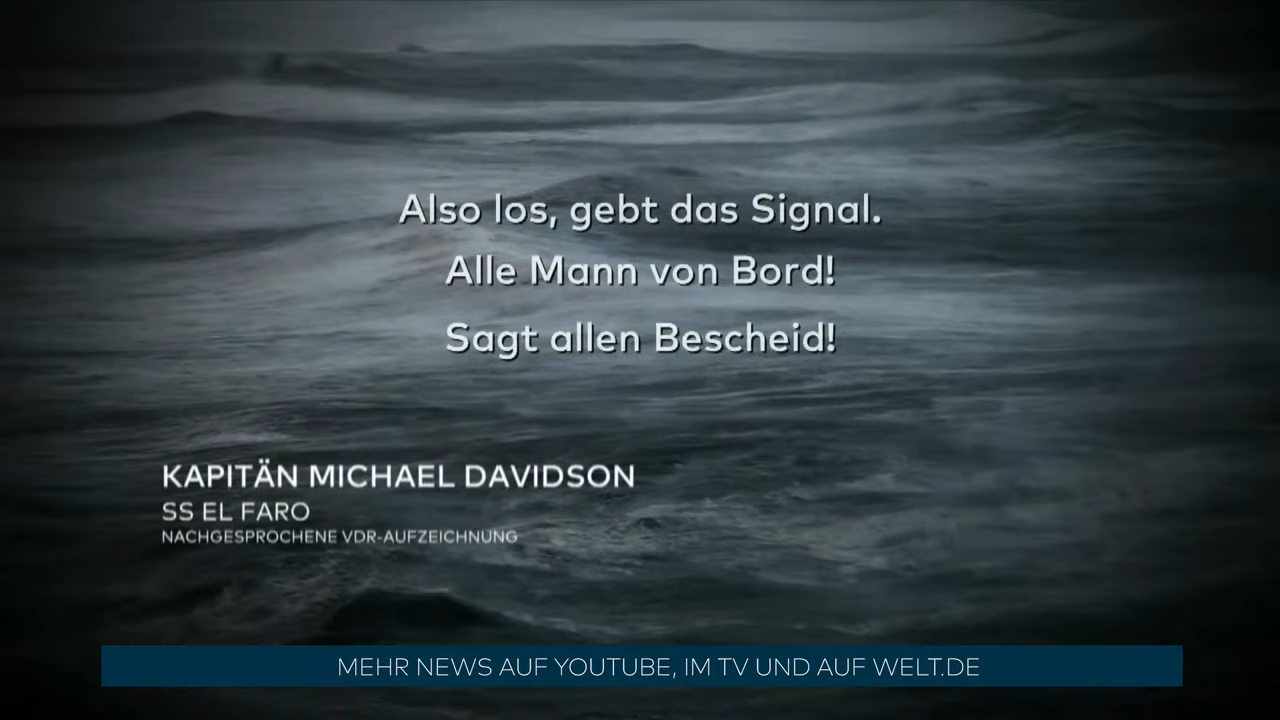 Also los, gebt das Signal.
Alle Mann von Bord!
Sagt allen Bescheid!
KAPITÄN MICHAEL DAVIDSON
SS EL FARO
NACHGESPROCHENE VDR-AUFZEICHNUNG
MEHR NEWS AUF YOUTUBE, IM TV UND AUF WELT.DE